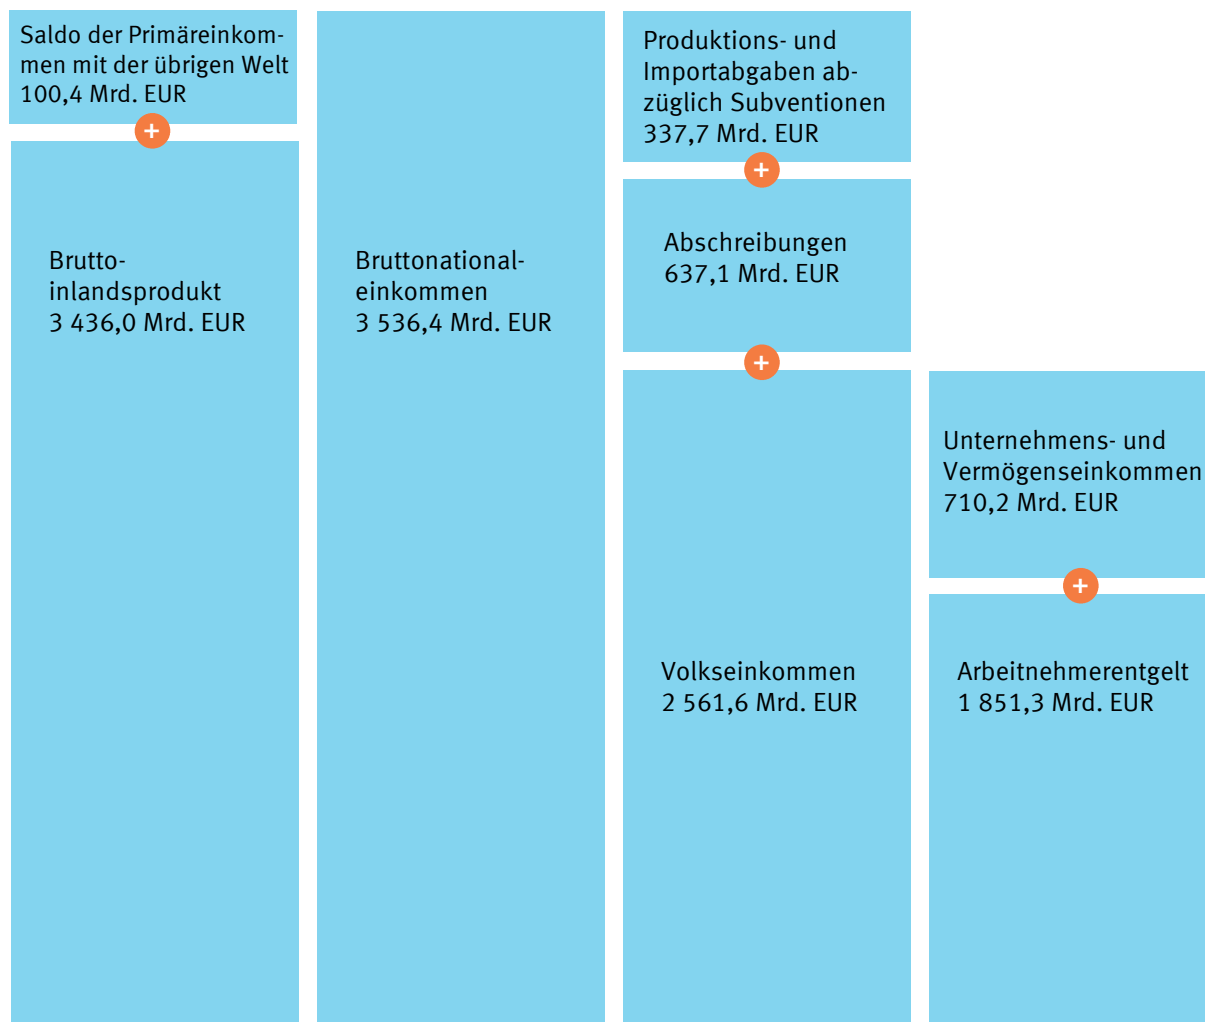 Saldo der Primäreinkom-
men mit der übrigen Welt
100,4 Mrd. EUR
+
Brutto-
inlandsprodukt
3 436,0 Mrd. EUR
Bruttonational-
einkommen
3 536,4 Mrd. EUR
Produktions- und
Importabgaben ab-
züglich Subventionen
337,7 Mrd. EUR
+
Abschreibungen
637,1 Mrd. EUR
+
Volkseinkommen
2 561,6 Mrd. EUR
Unternehmens- und
Vermögenseinkommen
710,2 Mrd. EUR
+
Arbeitnehmerentgelt
1 851,3 Mrd. EUR